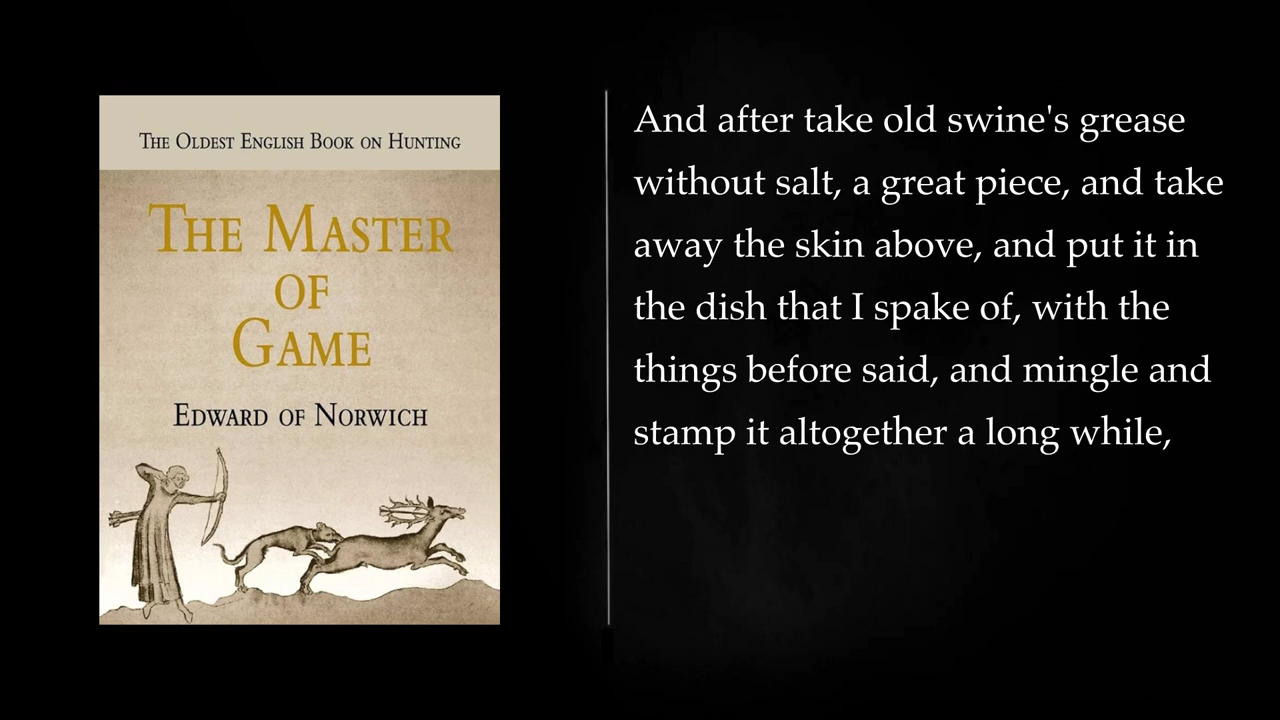 The Oldest English Book on Hunting
The Master
of
Game
Edward of Norwich
And after take old swine's grease
without salt, a great piece, and take
away the skin above, and put it in
the dish that I spake of, with the
things before said, and mingle and
stamp it altogether a long while,